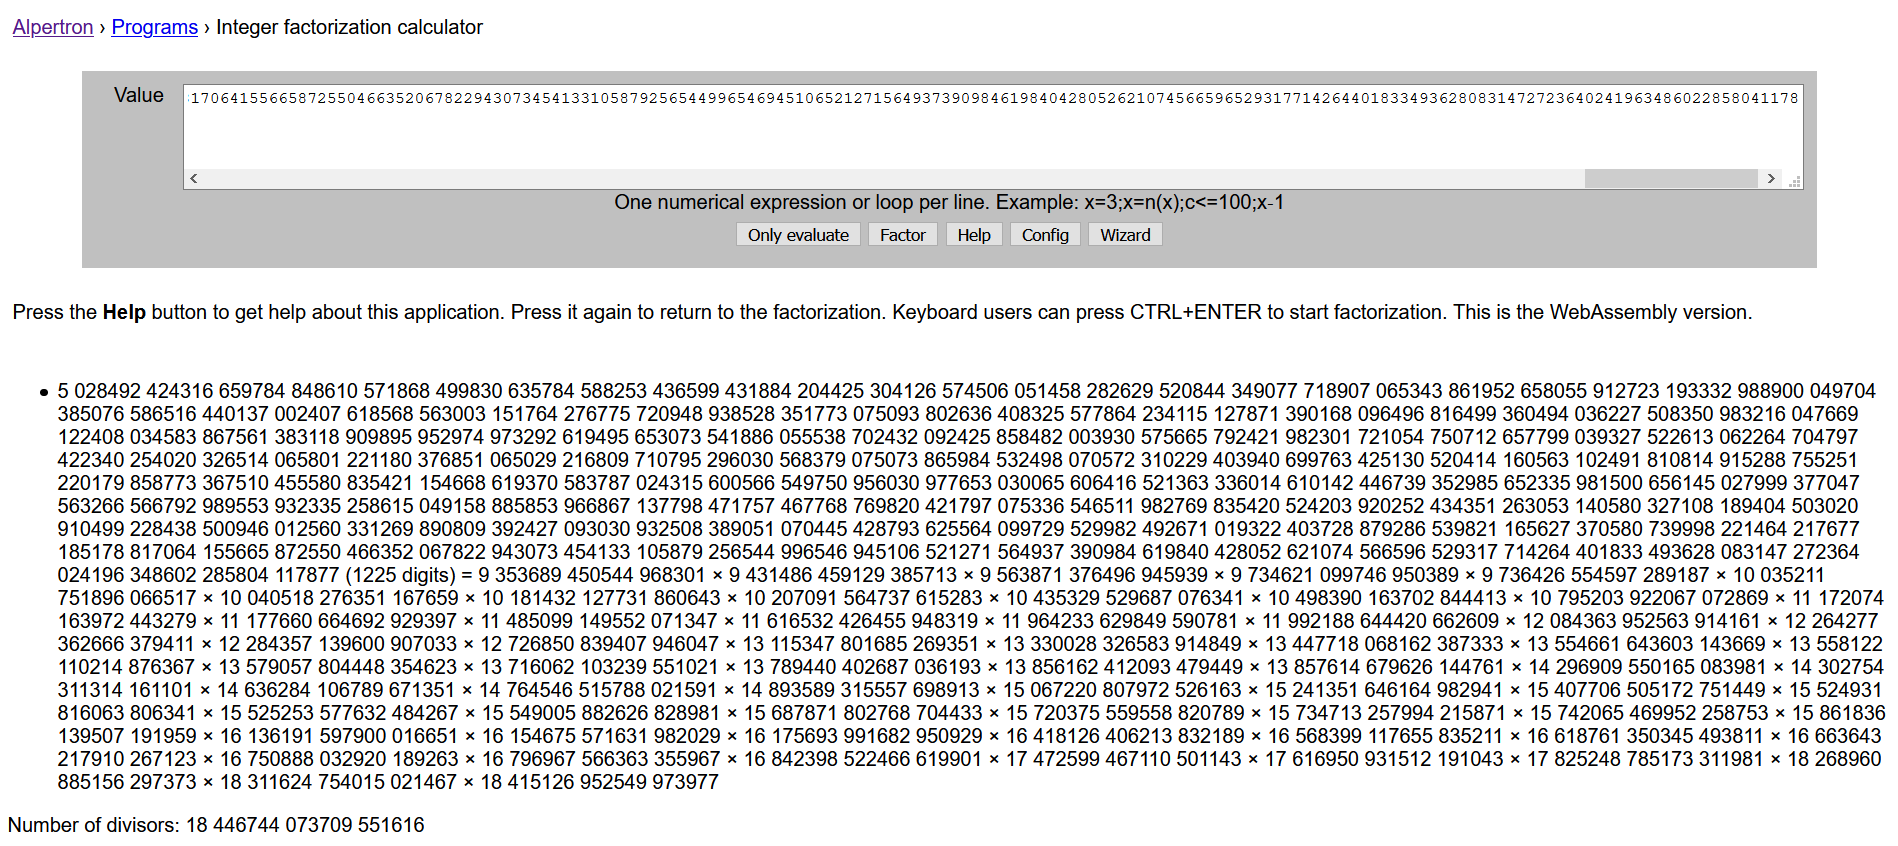 Alpertron › Programs › Integer factorization calculator
Value
170641556658725504663520678229430734541331058792565449965469451065212715649373909846198404280526210745665965293177142644018334936280831472723640241963486022858041178
One numerical expression or loop per line. Example: x=3;x=n(x);c<=100;x-1
Only evaluate Factor Help Config Wizard
Press the Help button to get help about this application. Press it again to return to the factorization. Keyboard users can press CTRL+ENTER to start factorization. This is the WebAssembly version.
• 5 028492 424316 659784 848610 571868 499830 635784 588253 436599 431884 204425 304126 574506 051458 282629 520844 349077 718907 065343 861952 658055 912723 193332 988900 049704
385076 586516 440137 002407 618568 563003 151764 276775 720948 938528 351773 075093 802636 408325 577864 234115 127871 390168 096496 816499 360494 036227 508350 983216 047669
122408 034583 867561 383118 909895 952974 973292 619495 653073 541886 055538 702432 092425 858482 003930 575665 792421 982301 721054 750712 657799 039327 522613 062264 704797
422340 254020 326514 065801 221180 376851 065029 216809 710795 296030 568379 075073 865984 532498 070572 310229 403940 699763 425130 520414 160563 102491 810814 915288 755251
220179 858773 367510 455580 835421 154668 619370 583787 024315 600566 549750 956030 977653 030065 606416 521363 336014 610142 446739 352985 652335 981500 656145 027999 377047
563266 566792 989553 932335 258615 049158 885853 966867 137798 471757 467768 769820 421797 075336 546511 982769 835420 524203 920252 434351 263053 140580 327108 189404 503020
910499 228438 500946 012560 331269 890809 392427 093030 932508 389051 070445 428793 625564 099729 529982 492671 019322 403728 879286 539821 165627 370580 739998 221464 217677
185178 817064 155665 872550 466352 067822 943073 454133 105879 256544 996546 945106 521271 564937 390984 619840 428052 621074 566596 529317 714264 401833 493628 083147 272364
024196 348602 285804 117877 (1225 digits) = 9 353689 450544 968301 × 9 431486 459129 385713 × 9 563871 376496 945939 × 9 734621 099746 950389 × 9 736426 554597 289187 × 10 035211
751896 066517 × 10 040518 276351 167659 × 10 181432 127731 860643 × 10 207091 564737 615283 × 10 435329 529687 076341 × 10 498390 163702 844413 × 10 795203 922067 072869 × 11 172074
163972 443279 × 11 177660 664692 929397 × 11 485099 149552 071347 × 11 616532 426455 948319 × 11 964233 629849 590781 × 11 992188 644420 662609 × 12 084363 952563 914161 × 12 264277
362666 379411 × 12 284357 139600 907033 × 12 726850 839407 946047 × 13 115347 801685 269351 × 13 330028 326583 914849 × 13 447718 068162 387333 × 13 554661 643603 143669 × 13 558122
110214 876367 × 13 579057 804448 354623 × 13 716062 103239 551021 × 13 789440 402687 036193 × 13 856162 412093 479449 × 13 857614 679626 144761 × 14 296909 550165 083981 × 14 302754
311314 161101 × 14 636284 106789 671351 × 14 764546 515788 021591 × 14 893589 315557 698913 × 15 067220 807972 526163 × 15 241351 646164 982941 × 15 407706 505172 751449 × 15 524931
816063 806341 × 15 525253 577632 484267 × 15 549005 882626 828981 × 15 687871 802768 704433 × 15 720375 559558 820789 × 15 734713 257994 215871 × 15 742065 469952 258753 × 15 861836
139507 191959 × 16 136191 597900 016651 × 16 154675 571631 982029 × 16 175693 991682 950929 × 16 418126 406213 832189 × 16 568399 117655 835211 × 16 618761 350345 493811 × 16 663643
217910 267123 × 16 750888 032920 189263 × 16 796967 566363 355967 × 16 842398 522466 619901 × 17 472599 467110 501143 × 17 616950 931512 191043 × 17 825248 785173 311981 × 18 268960
885156 297373 × 18 311624 754015 021467 × 18 415126 952549 973977
Number of divisors: 18 446744 073709 551616